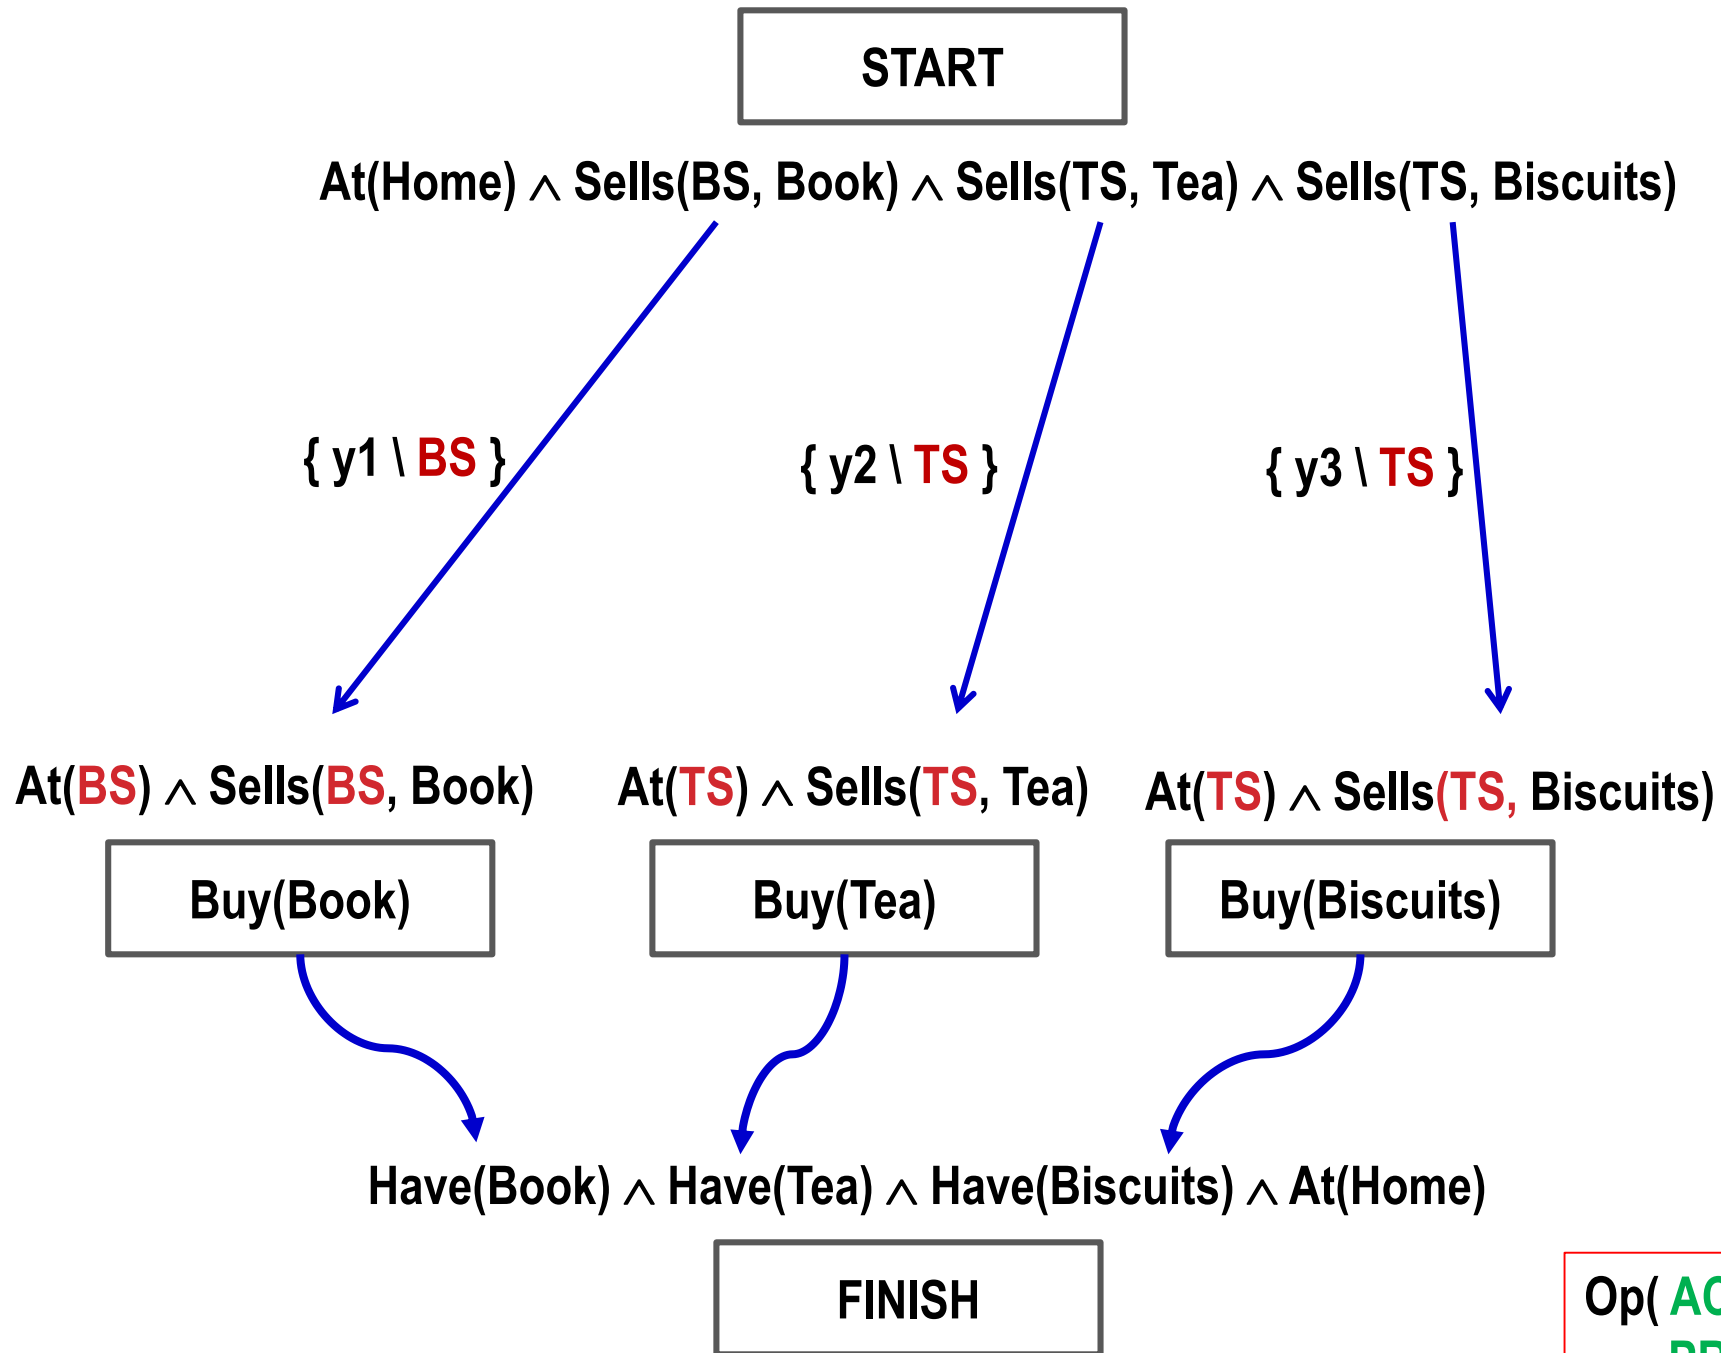 START
At(Home) ∧ Sells(BS, Book) ∧ Sells(TS, Tea) ∧ Sells(TS, Biscuits)
{ y1 \ BS }
{ y2 \ TS }
{ y3 \ TS }
At(BS) ∧ Sells(BS, Book)
At(TS) ∧ Sells(TS, Tea)
At(TS) ∧ Sells(TS, Biscuits)
Buy(Book)
Buy(Tea)
Buy(Biscuits)
Have(Book) ∧ Have(Tea) ∧ Have(Biscuits) ∧ At(Home)
FINISH
Op(